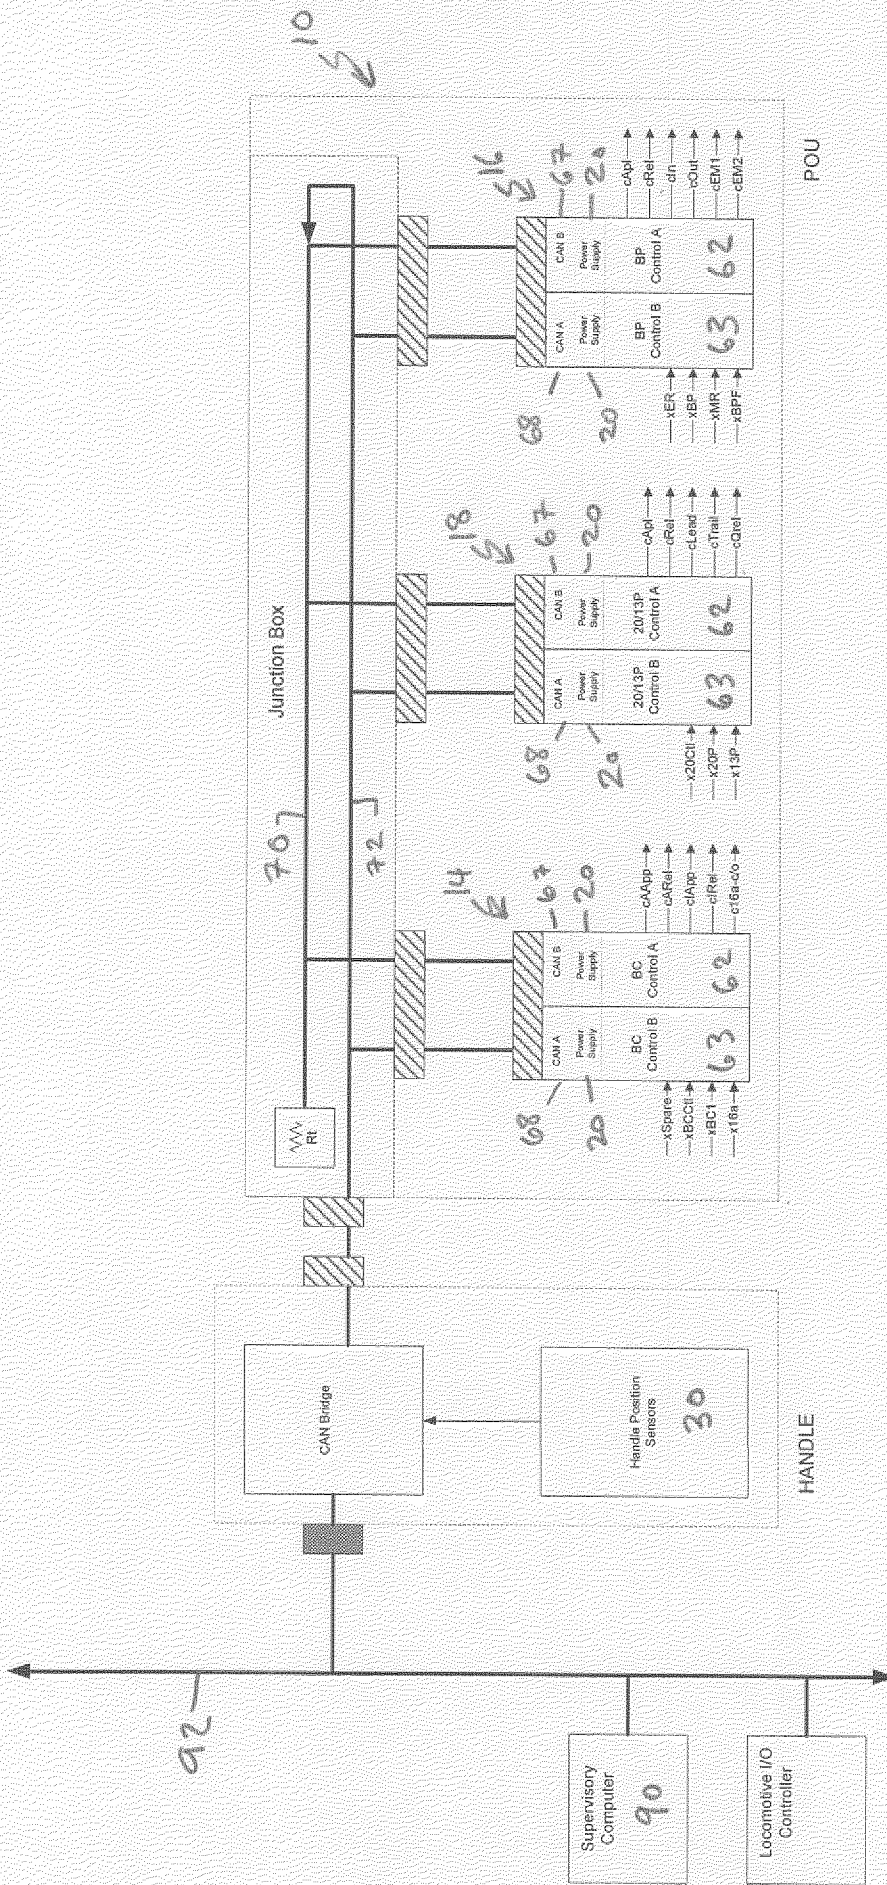 10
POU
Junction Box
70
72
Rt
16
67
20
CAN B
Power
Supply
BP
Control A
62
CAN A
Power
Supply
BP
Control B
63
68
20
cApl
cRel
cIn
cOut
cEM1
cEM2
xER
xBP
xMR
xBPF
18
67
20
CAN B
Power
Supply
20/13P
Control A
62
CAN A
Power
Supply
20/13P
Control B
63
68
20
cApl
cRel
cLead
cTrail
cQrel
x20Ctl
x20P
x13P
14
67
20
CAN B
Power
Supply
BC
Control A
62
CAN A
Power
Supply
BC
Control B
63
68
20
cAApp
cARel
cIApp
cIRel
c16a-c/o
xSpare
xBCCtl
xBC1
x16a
CAN Bridge
Handle Position
Sensors
30
HANDLE
92
Supervisory
Computer
90
Locomotive I/O
Controller